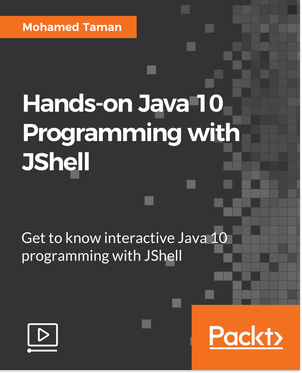 Mohamed Taman
Hands-on Java 10
Programming with
JShell
Get to know interactive Java 10
programming with JShell
Packt>